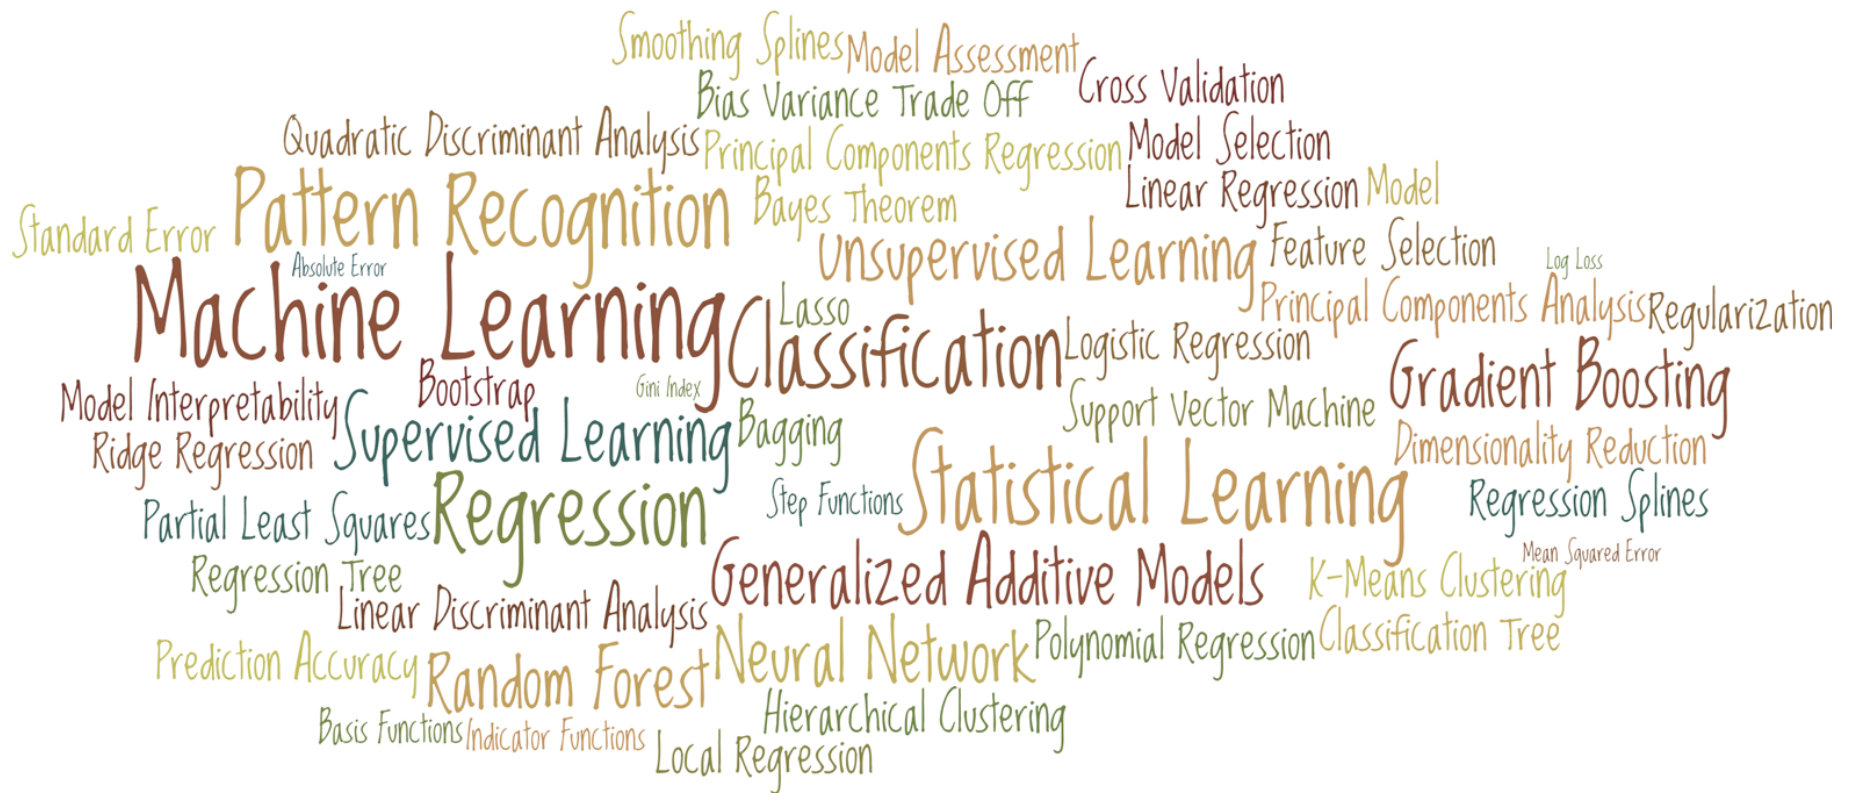 Smoothing Splines
Model Assessment
Bias Variance Trade Off
Cross Validation
Quadratic Discriminant Analysis
Principal Components Regression
Model Selection
Linear Regression
Model
Standard Error
Pattern Recognition
Bayes Theorem
Unsupervised Learning
Feature Selection
Log Loss
Absolute Error
Machine Learning
Lasso
Classification
Principal Components Analysis
Regularization
Logistic Regression
Gradient Boosting
Model Interpretability
Bootstrap
Gini Index
Support Vector Machine
Ridge Regression
Supervised Learning
Bagging
Dimensionality Reduction
Statistical Learning
Partial Least Squares
Regression
Step Functions
Regression Splines
Mean Squared Error
Regression Tree
Generalized Additive Models
K-Means Clustering
Linear Discriminant Analysis
Neural Network
Polynomial Regression
Classification Tree
Prediction Accuracy
Random Forest
Hierarchical Clustering
Basis Functions
Indicator Functions
Local Regression